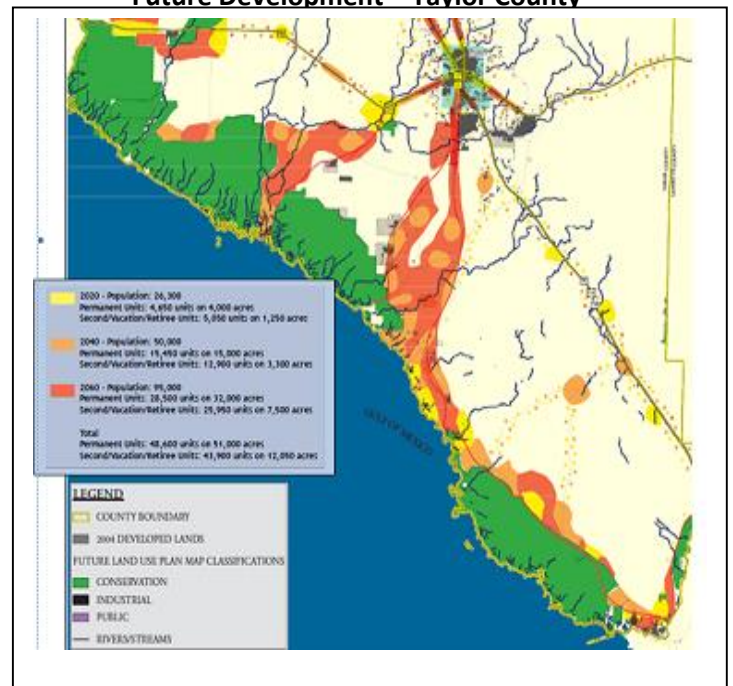 Future Development – Taylor County
2
2020 - Population: 26,300
Permanent Units: 4,650 units on 4,000 acres
Second/Vacation/Retiree Units: 5,050 units on 1,250 acres
2040 - Population: 50,000
Permanent Units: 15,450 units on 15,000 acres
Second/Vacation/Retiree Units: 12,900 units on 3,300 acres
2060 - Population: 95,000
Permanent Units: 28,500 units on 32,000 acres
Second/Vacation/Retiree Units: 25,950 units on 7,500 acres
Total
Permanent Units: 48,600 units on 51,000 acres
Second/Vacation/Retiree Units: 43,900 units on 12,050 acres
GULF OF MEXICO
LEGEND
COUNTY BOUNDARY
2004 DEVELOPED LANDS
FUTURE LAND USE PLAN MAP CLASSIFICATIONS
CONSERVATION
INDUSTRIAL
PUBLIC
RIVERS/STREAMS